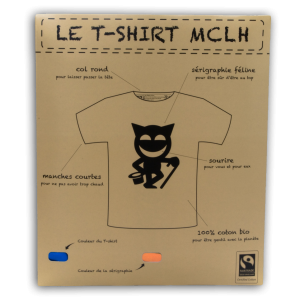 LE T-SHIRT MCLH
col rond
pour laisser passer la tête
sérigraphie féline
pour être sûr d'être au top
sourire
pour vous et pour eux
manches courtes
pour ne pas avoir trop chaud
100% coton bio
pour être gentil avec la planète
Couleur du T-shirt
Couleur de la sérigraphie
FAIRTRADE